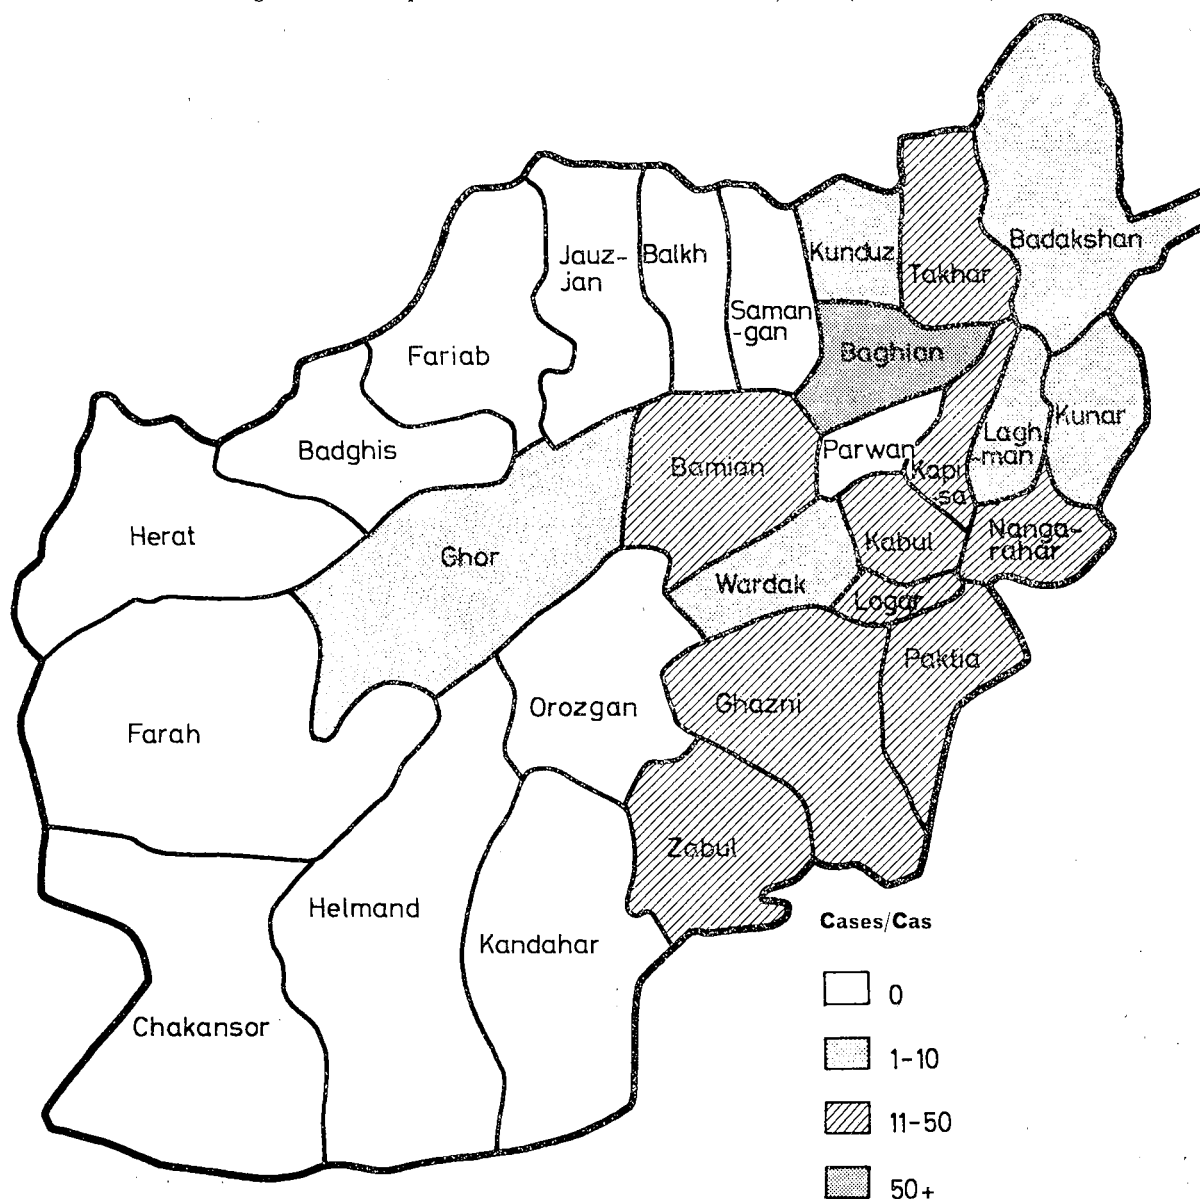 Badakshan
Kunduz
Takhar
Jauz-
jan
Balkh
Saman
-gan
Fariab
Baghlan
Badghis
Parwan
Kapi
-sa
Lagh
-man
Kunar
Bamian
Herat
Ghor
Kabul
Nanga-
rahar
Wardak
Logar
Paktia
Farah
Orozgan
Ghazni
Zabul
Helmand
Kandahar
Chakansor
Cases/Cas
0
1-10
11-50
50+